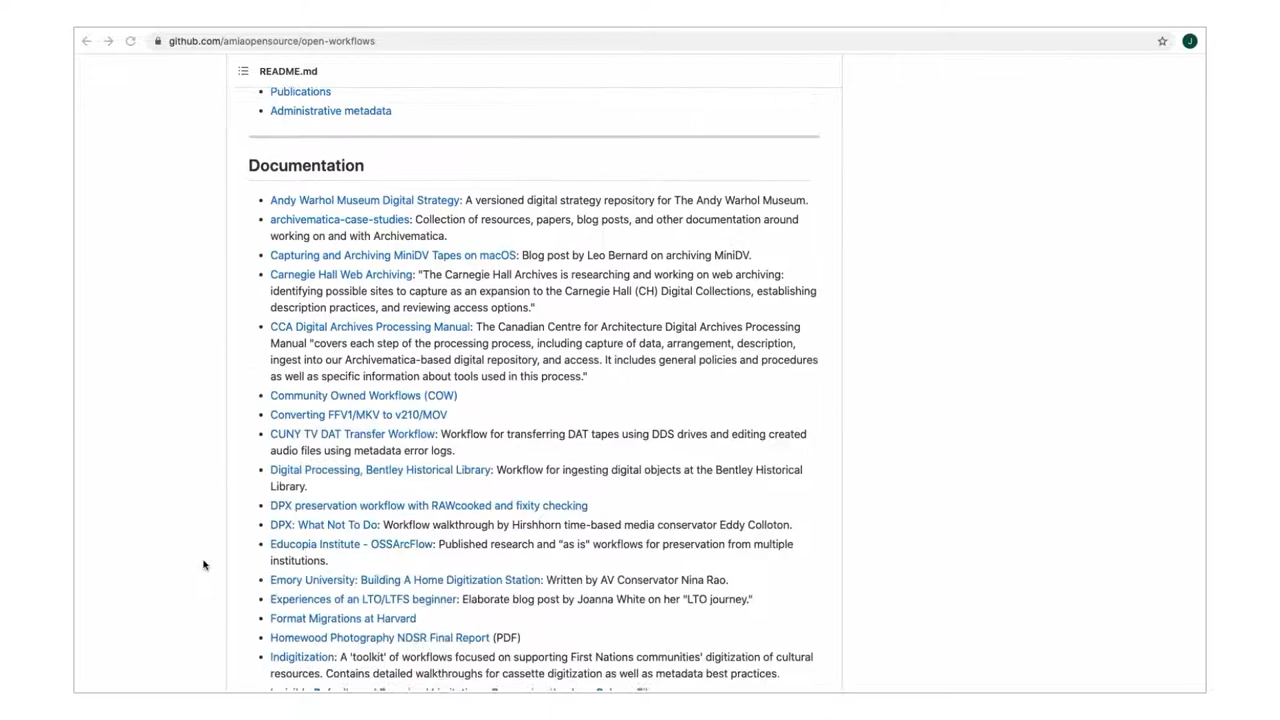 github.com/amiaopensource/open-workflows
J
README.md
• Publications
• Administrative metadata
Documentation
• Andy Warhol Museum Digital Strategy: A versioned digital strategy repository for The Andy Warhol Museum.
• archivematica-case-studies: Collection of resources, papers, blog posts, and other documentation around
working on and with Archivematica.
• Capturing and Archiving MiniDV Tapes on macOS: Blog post by Leo Bernard on archiving MiniDV.
• Carnegie Hall Web Archiving: "The Carnegie Hall Archives is researching and working on web archiving:
identifying possible sites to capture as an expansion to the Carnegie Hall (CH) Digital Collections, establishing
description practices, and reviewing access options."
• CCA Digital Archives Processing Manual: The Canadian Centre for Architecture Digital Archives Processing
Manual "covers each step of the processing process, including capture of data, arrangement, description,
ingest into our Archivematica-based digital repository, and access. It includes general policies and procedures
as well as specific information about tools used in this process."
• Community Owned Workflows (COW)
• Converting FFV1/MKV to v210/MOV
• CUNY TV DAT Transfer Workflow: Workflow for transferring DAT tapes using DDS drives and editing created
audio files using metadata error logs.
• Digital Processing, Bentley Historical Library: Workflow for ingesting digital objects at the Bentley Historical
Library.
• DPX preservation workflow with RAWcooked and fixity checking
• DPX: What Not To Do: Workflow walkthrough by Hirshhorn time-based media conservator Eddy Colloton.
• Educopia Institute - OSSArcFlow: Published research and "as is" workflows for preservation from multiple
institutions.
• Emory University: Building A Home Digitization Station: Written by AV Conservator Nina Rao.
• Experiences of an LTO/LTFS beginner: Elaborate blog post by Joanna White on her "LTO journey."
• Format Migrations at Harvard
• Homewood Photography NDSR Final Report (PDF)
• Indigitization: A 'toolkit' of workflows focused on supporting First Nations communities' digitization of cultural
resources. Contains detailed walkthroughs for cassette digitization as well as metadata best practices.